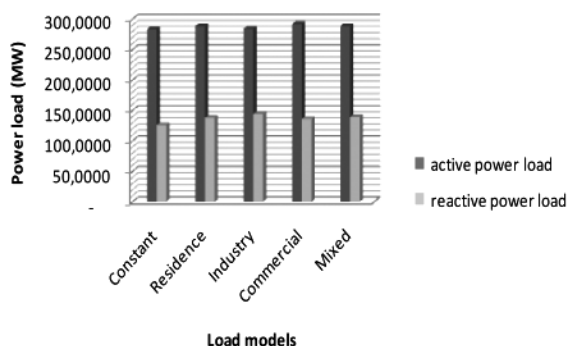 300,0000
250,0000
200,0000
150,0000
100,0000
50,0000
-
Power load (MW)
Constant
Residence
Industry
Commercial
Mixed
Load models
active power load
reactive power load